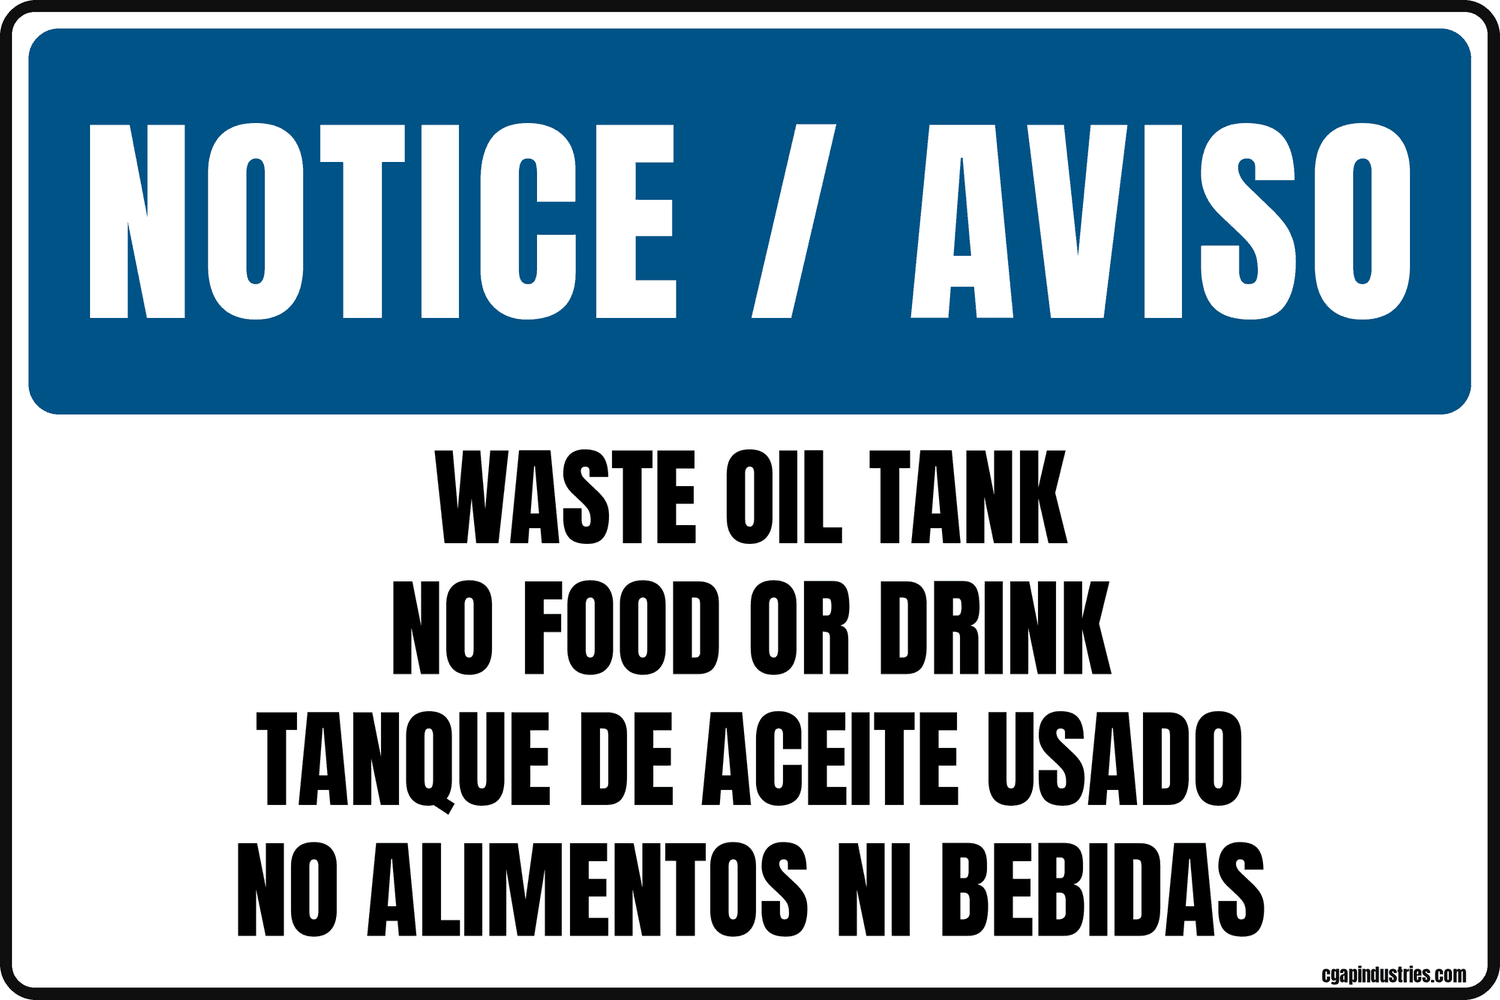 NOTICE / AVISO
WASTE OIL TANK
NO FOOD OR DRINK
TANQUE DE ACEITE USADO
NO ALIMENTOS NI BEBIDAS
cgapindustries.com